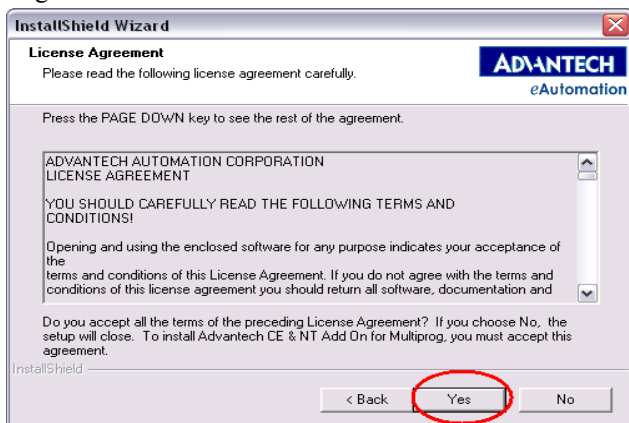 InstallShield Wizard
License Agreement
Please read the following license agreement carefully.
ADVANTECH
eAutomation
Press the PAGE DOWN key to see the rest of the agreement.
ADVANTECH AUTOMATION CORPORATION
LICENSE AGREEMENT
YOU SHOULD CAREFULLY READ THE FOLLOWING TERMS AND
CONDITIONS!
Opening and using the enclosed software for any purpose indicates your acceptance of
the
terms and conditions of this License Agreement. If you do not agree with the terms and
conditions of this license agreement you should return all software, documentation and
Do you accept all the terms of the preceding License Agreement? If you choose No, the
setup will close. To install Advantech CE & NT Add On for Multiprog, you must accept this
agreement.
InstallShield
< Back
Yes
No